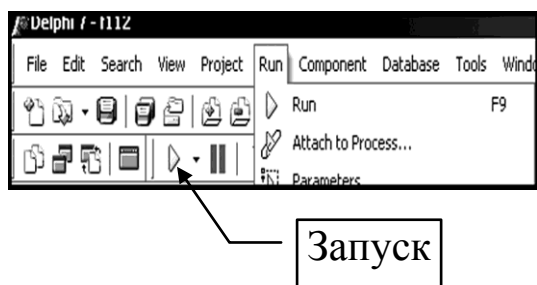 Delphi 7 - f112
File Edit Search View Project Run Component Database Tools Windo
Run F9
Attach to Process...
Parameters
Запуск